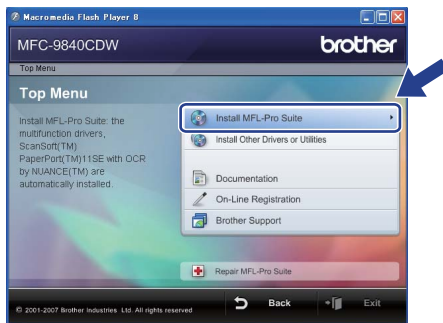 Macromedia Flash Player 8
MFC-9840CDW
brother
Top Menu
Top Menu
Install MFL-Pro Suite: the
multifunction drivers,
ScanSoft(TM)
PaperPort(TM)11SE with OCR
by NUANCE(TM) are
automatically installed.
Install MFL-Pro Suite
Install Other Drivers or Utilities
Documentation
On-Line Registration
Brother Support
Repair MFL-Pro Suite
© 2001-2007 Brother Industries Ltd. All rights reserved
Back
Exit